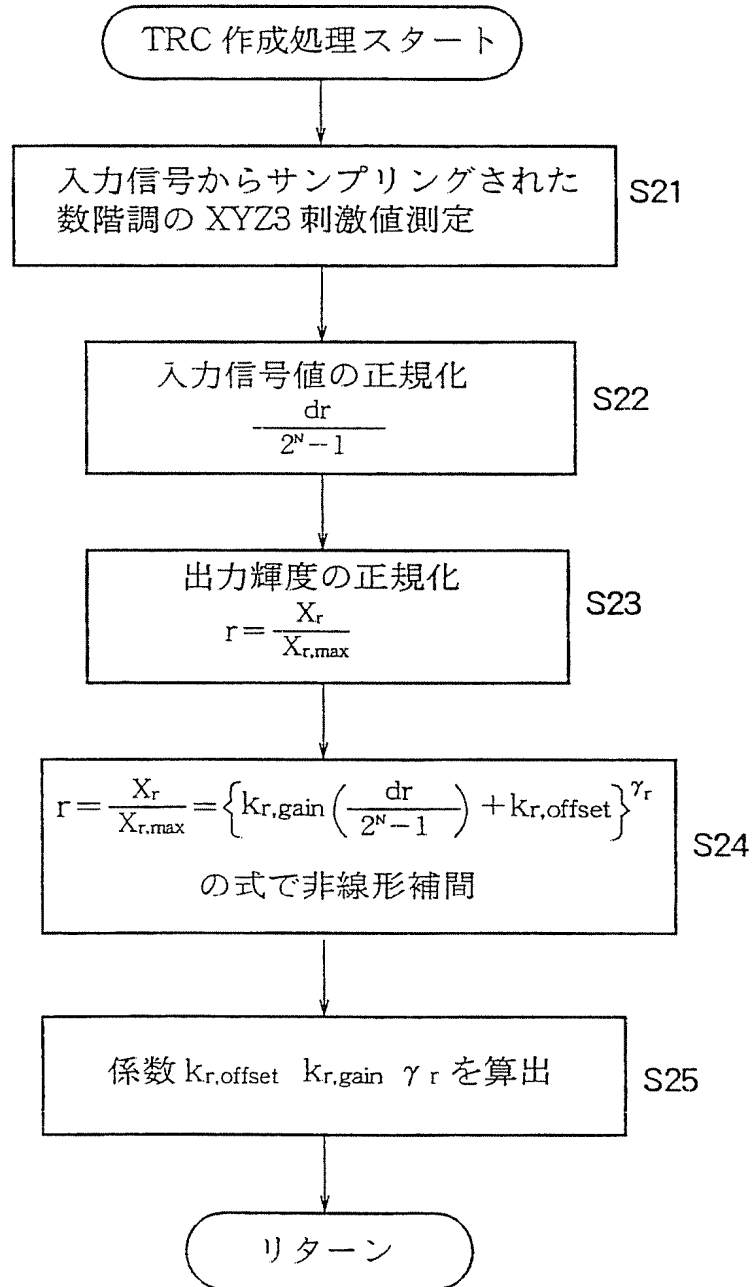 TRC 作成処理スタート
入力信号からサンプリングされた
数階調の XYZ3 刺激値測定
S21
入力信号値の正規化
dr
2^N−1
S22
出力輝度の正規化
r＝X_r/X_r,max
S23
r＝X_r/X_r,max＝{k_r,gain(dr/2^N−1)＋k_r,offset}^γ_r
の式で非線形補間
S24
係数 k_r,offset k_r,gain γ r を算出
S25
リターン